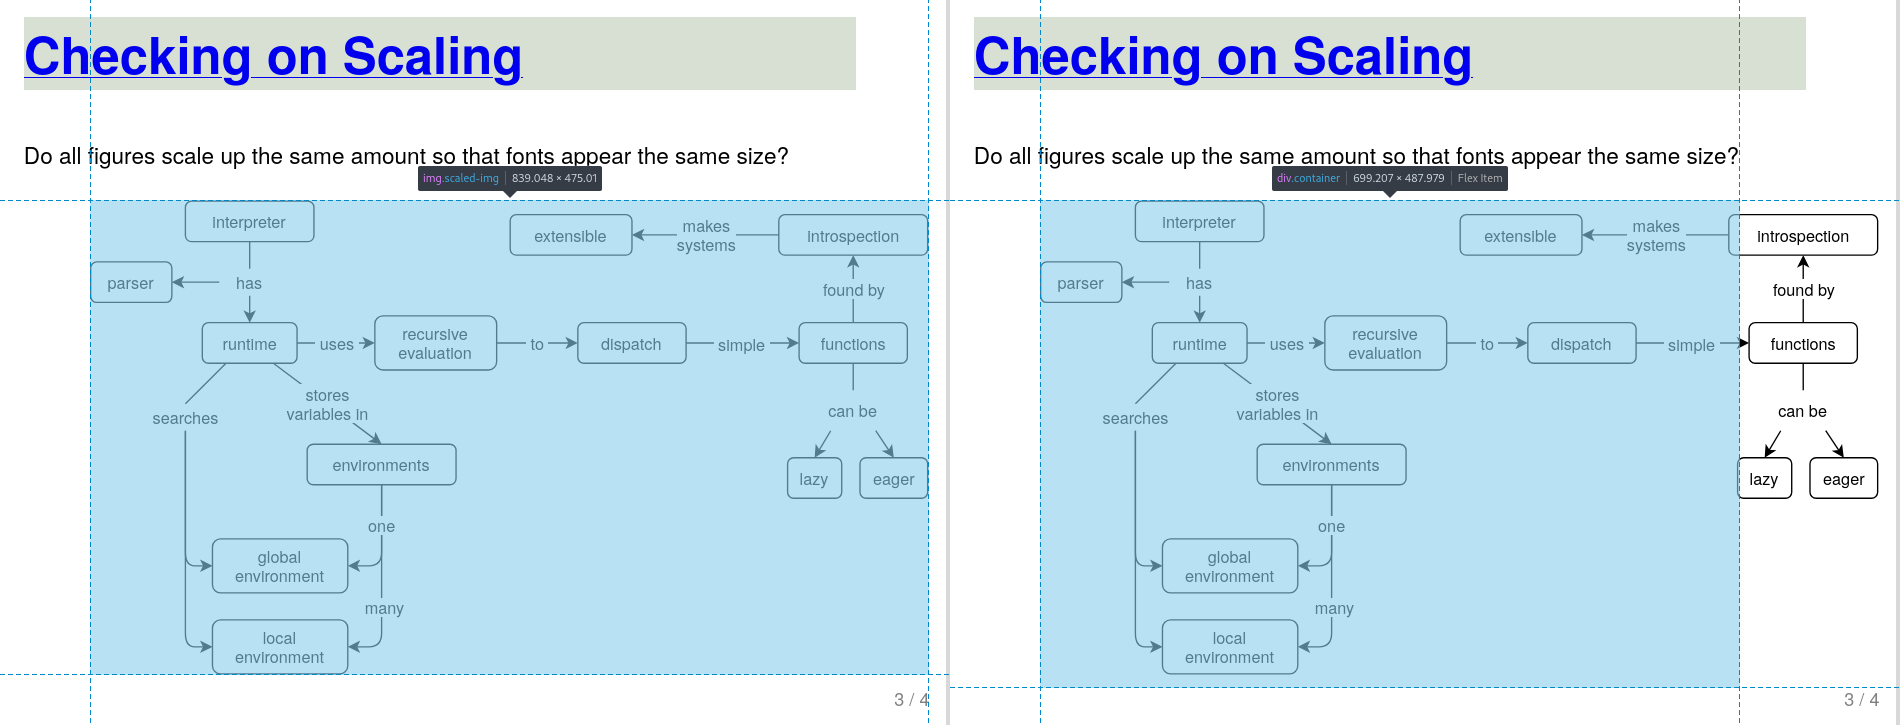 Checking on Scaling
Do all figures scale up the same amount so that fonts appear the same size?
img.scaled-img | 839.048 × 475.01
interpreter
extensible
makes
systems
introspection
parser
has
found by
runtime
uses
recursive
evaluation
to
dispatch
simple
functions
stores
variables in
searches
can be
environments
lazy
eager
one
global
environment
many
local
environment
3 / 4
Checking on Scaling
Do all figures scale up the same amount so that fonts appear the same size?
div.container | 699.207 × 487.979 | Flex Item
interpreter
extensible
makes
systems
introspection
parser
has
found by
runtime
uses
recursive
evaluation
to
dispatch
simple
functions
stores
variables in
searches
can be
environments
lazy
eager
one
global
environment
many
local
environment
3 / 4